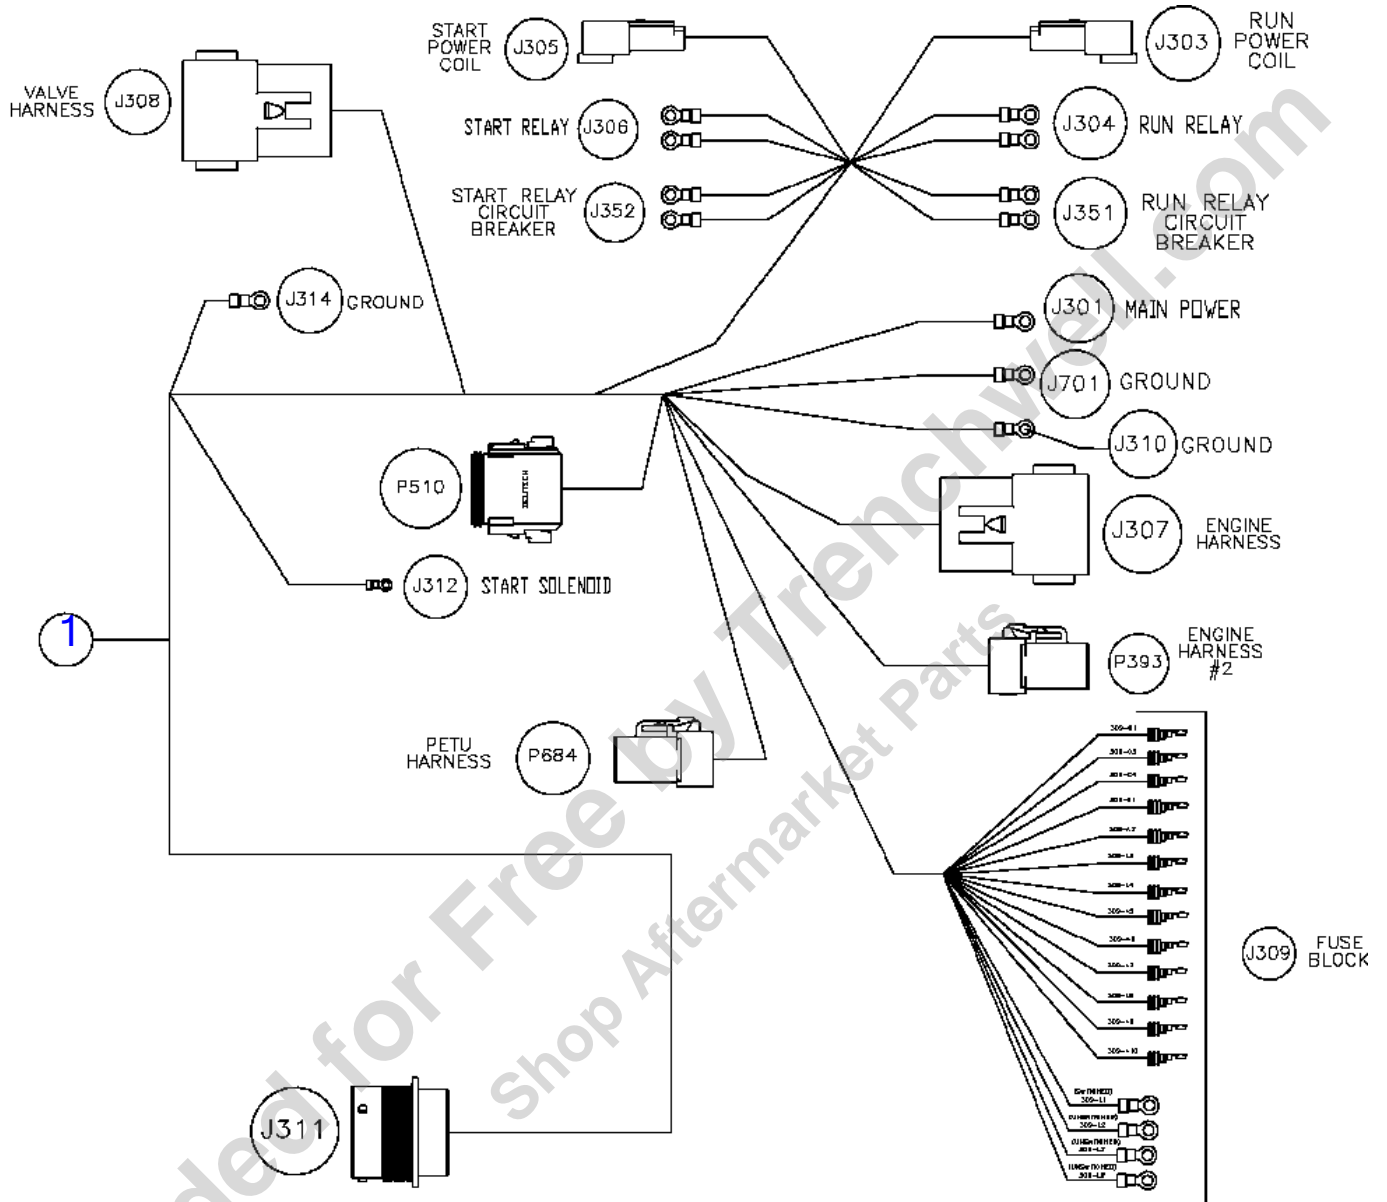 START
POWER
COIL
J305
J303
RUN
POWER
COIL
VALVE
HARNESS
J308
START RELAY
J306
J304
RUN RELAY
START RELAY
CIRCUIT
BREAKER
J352
J351
RUN RELAY
CIRCUIT
BREAKER
J314
GROUND
J301
MAIN POWER
J701
GROUND
J310
GROUND
P510
J307
ENGINE
HARNESS
J312
START SOLENOID
1
P393
ENGINE
HARNESS
#2
PETU
HARNESS
P684
J309
FUSE
BLOCK
J311
ded for Free by Trenchwell.com
Shop Aftermarket Parts